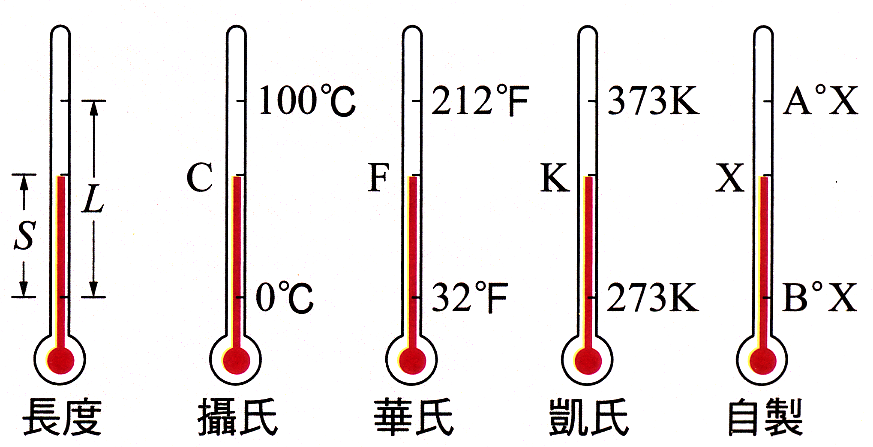 100℃ 212°F 373K A°X
S L C F K X
0℃ 32°F 273K B°X
長度 攝氏 華氏 凱氏 自製